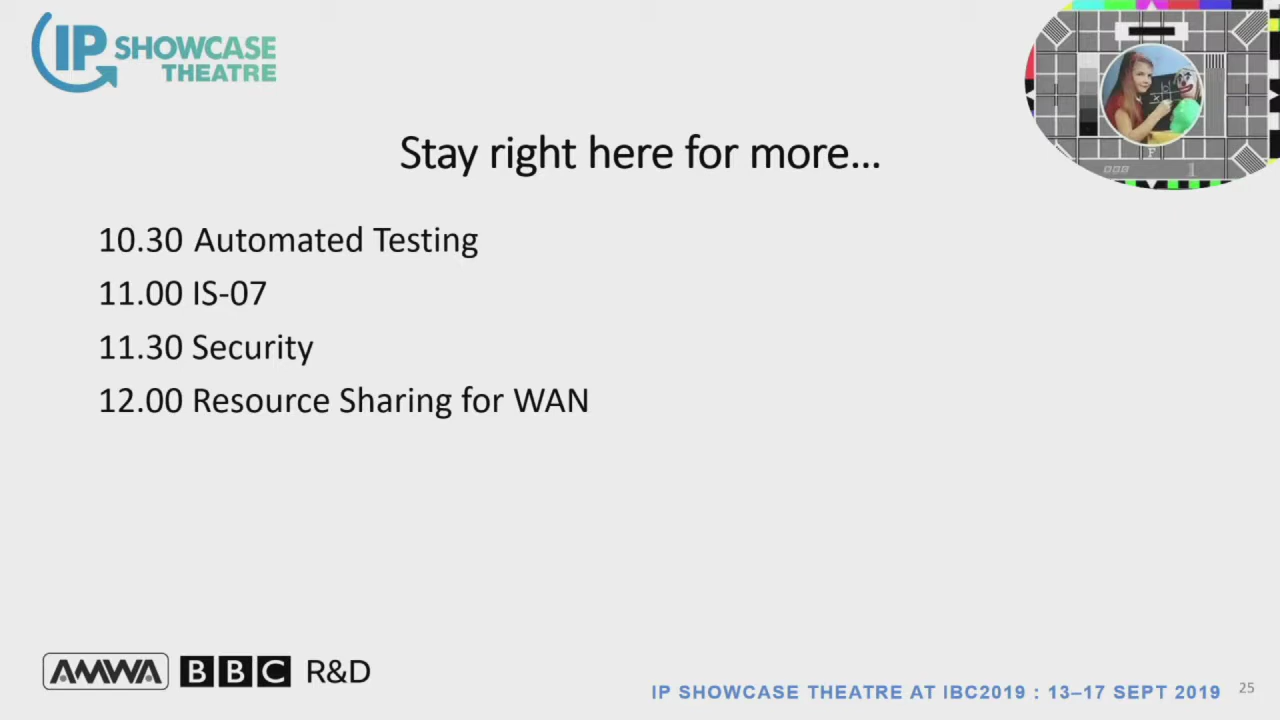 IP SHOWCASE
THEATRE
Stay right here for more...
10.30 Automated Testing
11.00 IS-07
11.30 Security
12.00 Resource Sharing for WAN
AMWA BBC R&D
IP SHOWCASE THEATRE AT IBC2019 : 13–17 SEPT 2019 25